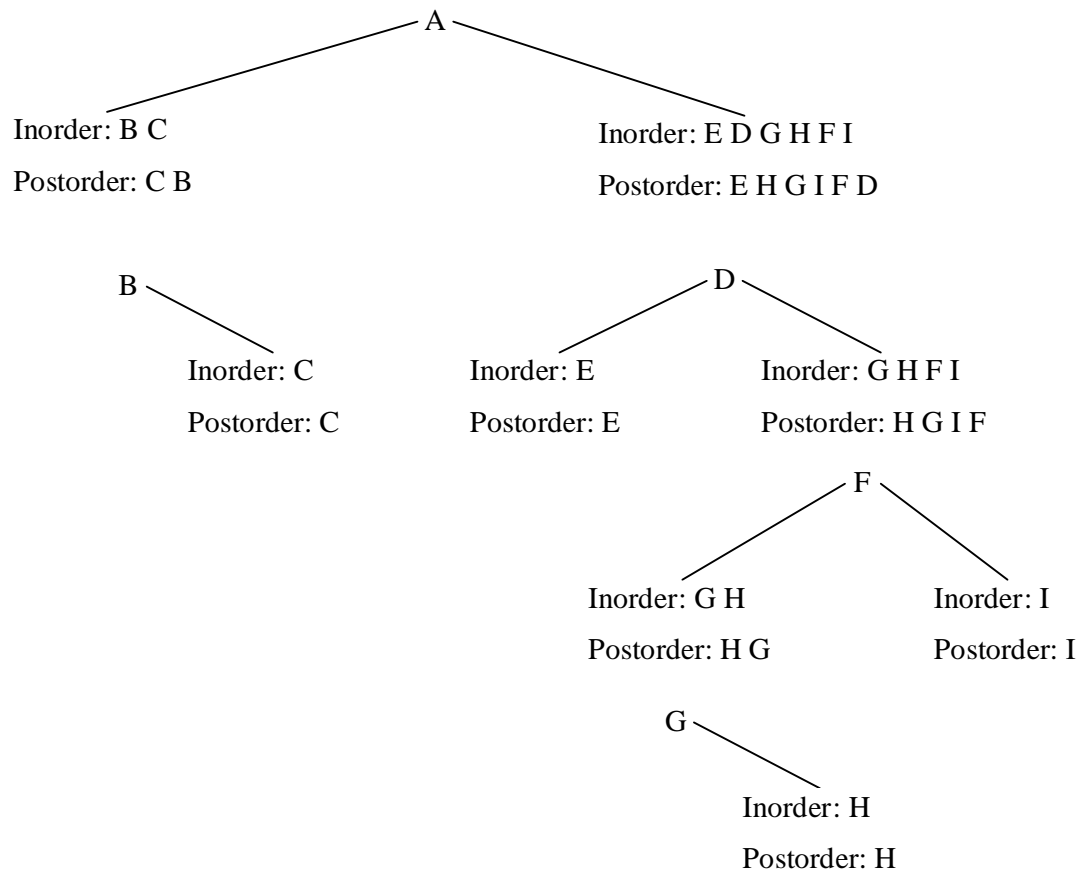 A
Inorder: B C
Postorder: C B
Inorder: E D G H F I
Postorder: E H G I F D
B
D
Inorder: C
Postorder: C
Inorder: E
Postorder: E
Inorder: G H F I
Postorder: H G I F
F
Inorder: G H
Postorder: H G
Inorder: I
Postorder: I
G
Inorder: H
Postorder: H